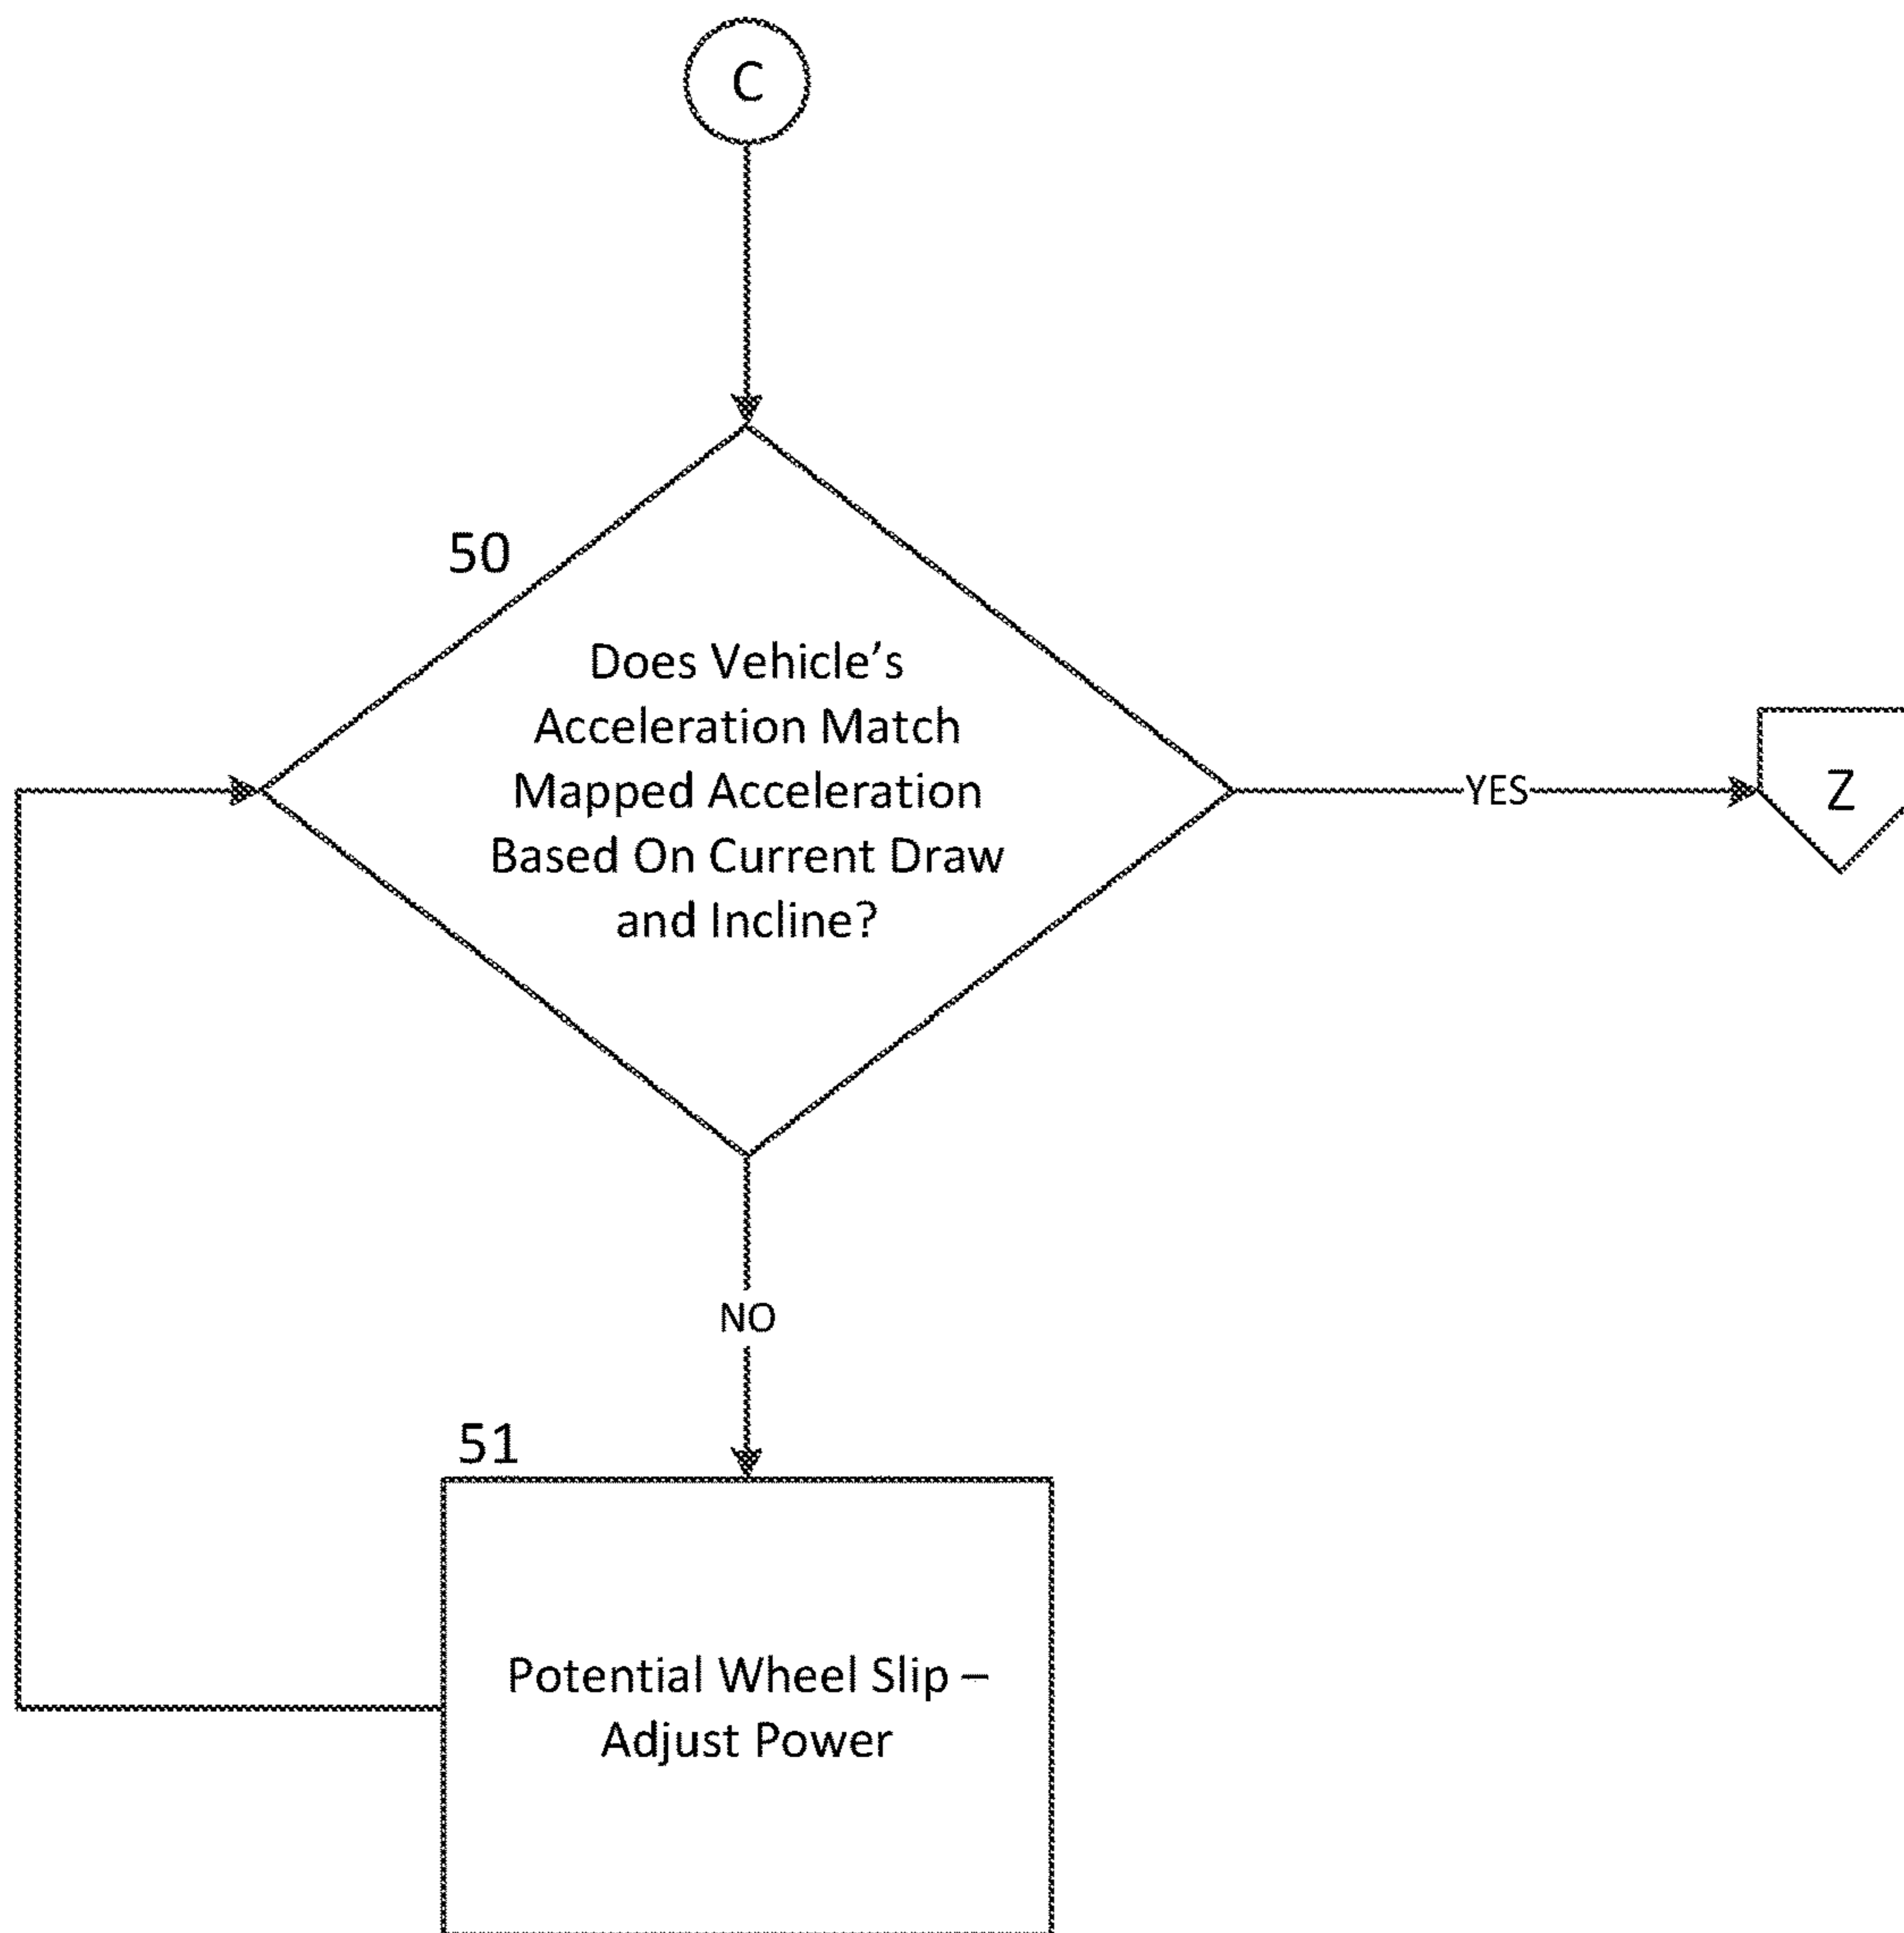 C
50
Does Vehicle’s
Acceleration Match
Mapped Acceleration
Based On Current Draw
and Incline?
YES
Z
NO
51
Potential Wheel Slip –
Adjust Power